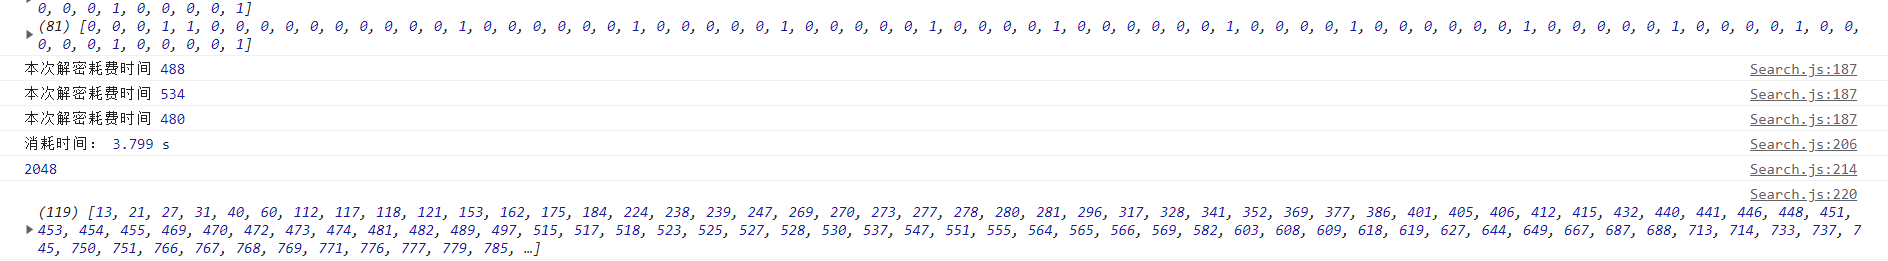 0, 0, 0, 1, 0, 0, 0, 0, 1]
(81) [0, 0, 0, 1, 1, 0, 0, 0, 0, 0, 0, 0, 0, 0, 0, 1, 0, 0, 0, 0, 0, 0, 1, 0, 0, 0, 0, 0, 1, 0, 0, 0, 0, 0, 1, 0, 0, 0, 0, 1, 0, 0, 0, 0, 0, 0, 1, 0, 0, 0, 0, 1, 0, 0, 0, 0, 0, 0, 1, 0, 0, 0, 0, 0, 1, 0, 0, 0, 0, 1, 0, 0,
0, 0, 0, 1, 0, 0, 0, 0, 1]
本次解密耗费时间 488 Search.js:187
本次解密耗费时间 534 Search.js:187
本次解密耗费时间 480 Search.js:187
消耗时间: 3.799 s Search.js:206
2048 Search.js:214
Search.js:220
(119) [13, 21, 27, 31, 40, 60, 112, 117, 118, 121, 153, 162, 175, 184, 224, 238, 239, 247, 269, 270, 273, 277, 278, 280, 281, 296, 317, 328, 341, 352, 369, 377, 386, 401, 405, 406, 412, 415, 432, 440, 441, 446, 448, 451,
453, 454, 455, 469, 470, 472, 473, 474, 481, 482, 489, 497, 515, 517, 518, 523, 525, 527, 528, 530, 537, 547, 551, 555, 564, 565, 566, 569, 582, 603, 608, 609, 618, 619, 627, 644, 649, 667, 687, 688, 713, 714, 733, 737, 7
45, 750, 751, 766, 767, 768, 769, 771, 776, 777, 779, 785, …]